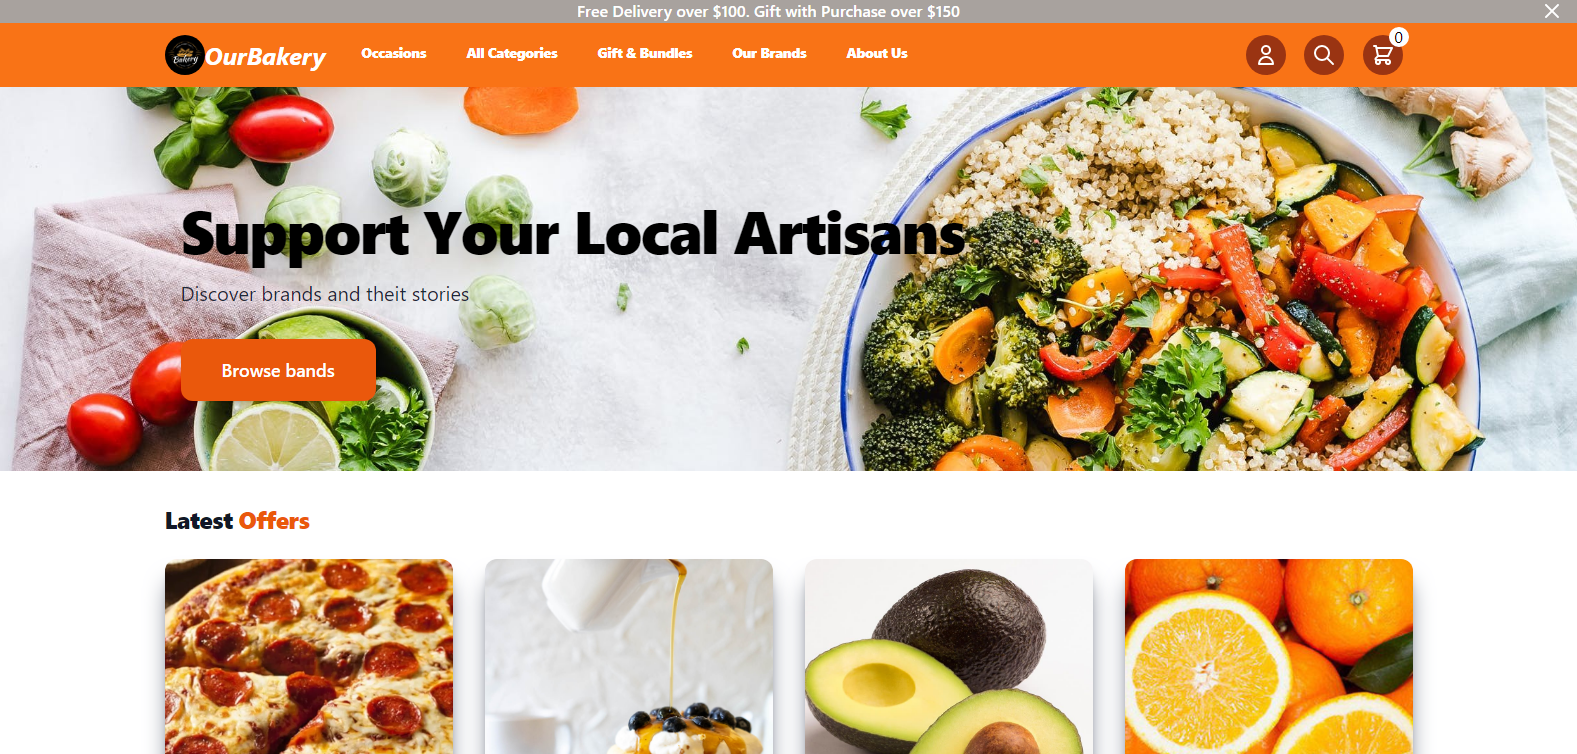 Free Delivery over $100. Gift with Purchase over $150
Bakery
OurBakery
Occasions
All Categories
Gift & Bundles
Our Brands
About Us
0
Support Your Local Artisans
Discover brands and theit stories
Browse bands
Latest Offers